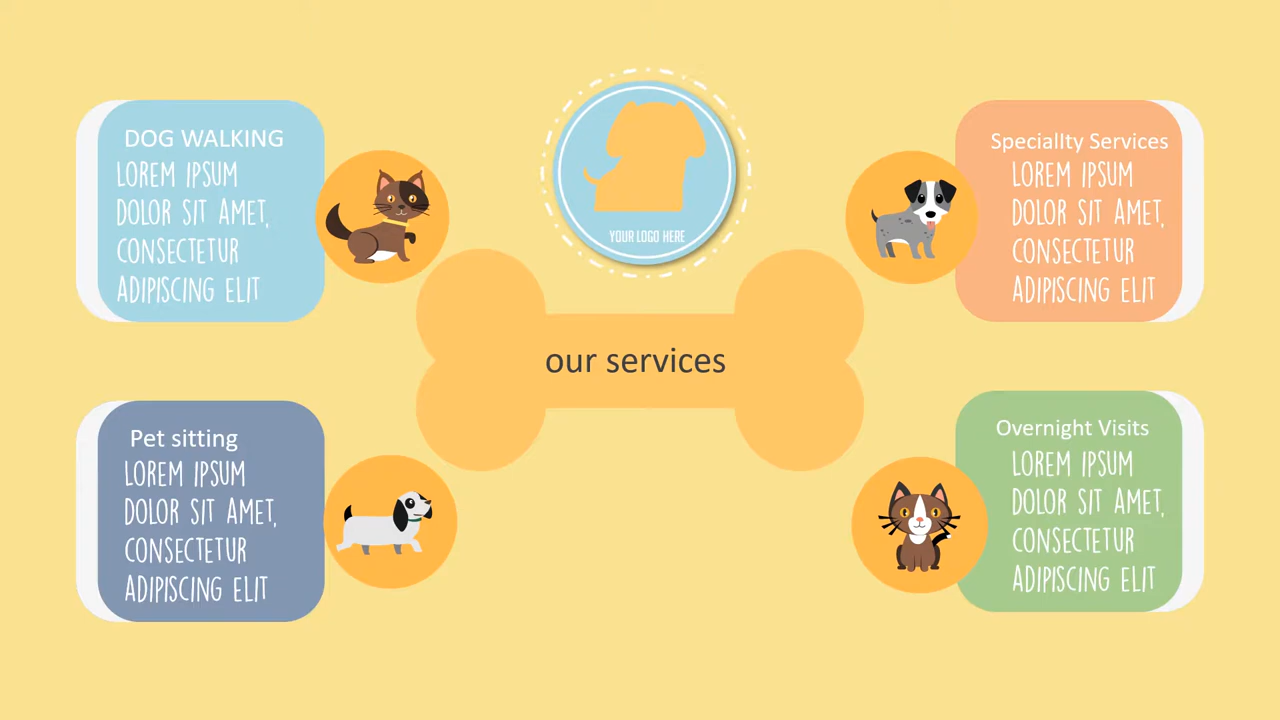 DOG WALKING
LOREM IPSUM
DOLOR SIT AMET,
CONSECTETUR
ADIPISCING ELIT
YOUR LOGO HERE
Speciallty Services
LOREM IPSUM
DOLOR SIT AMET,
CONSECTETUR
ADIPISCING ELIT
our services
Pet sitting
LOREM IPSUM
DOLOR SIT AMET,
CONSECTETUR
ADIPISCING ELIT
Overnight Visits
LOREM IPSUM
DOLOR SIT AMET,
CONSECTETUR
ADIPISCING ELIT